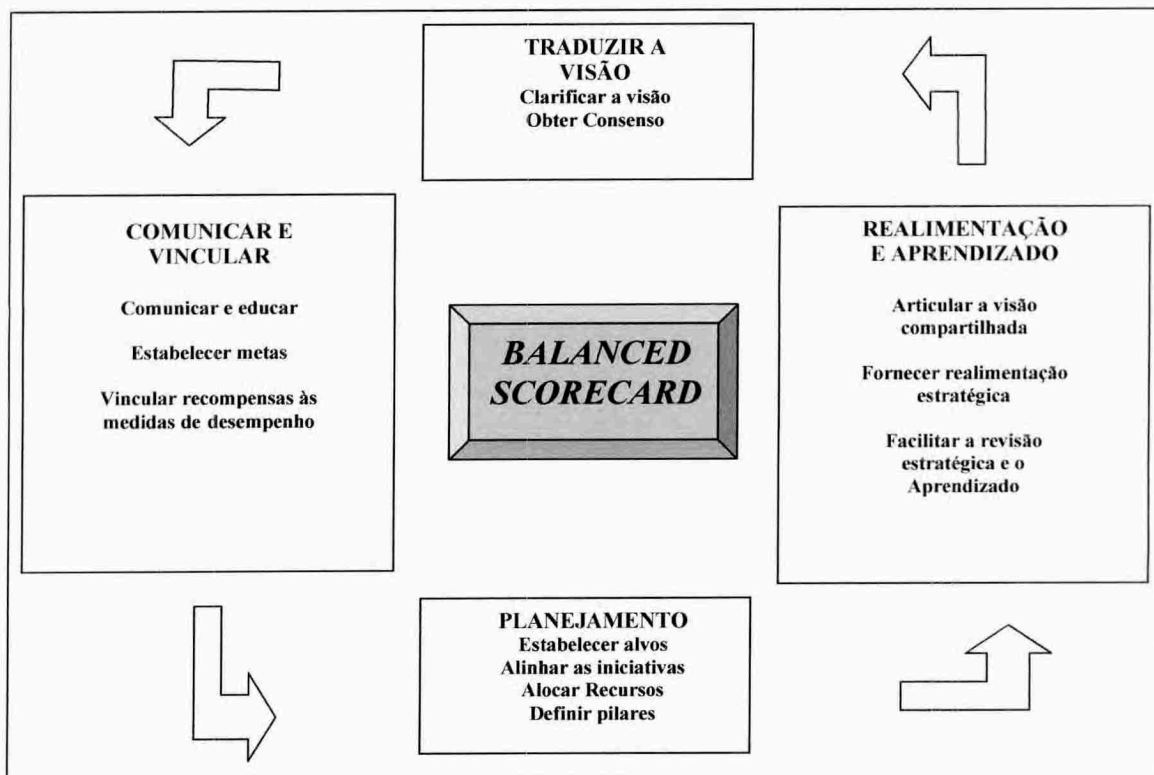 TRADUZIR A
VISÃO
Clarificar a visão
Obter Consenso
COMUNICAR E
VINCULAR
Comunicar e educar
Estabelecer metas
Vincular recompensas às
medidas de desempenho
BALANCED
SCORECARD
REALIMENTAÇÃO
E APRENDIZADO
Articular a visão
compartilhada
Fornecer realimentação
estratégica
Facilitar a revisão
estratégica e o
Aprendizado
PLANEJAMENTO
Estabelecer alvos
Alinhar as iniciativas
Alocar Recursos
Definir pilares